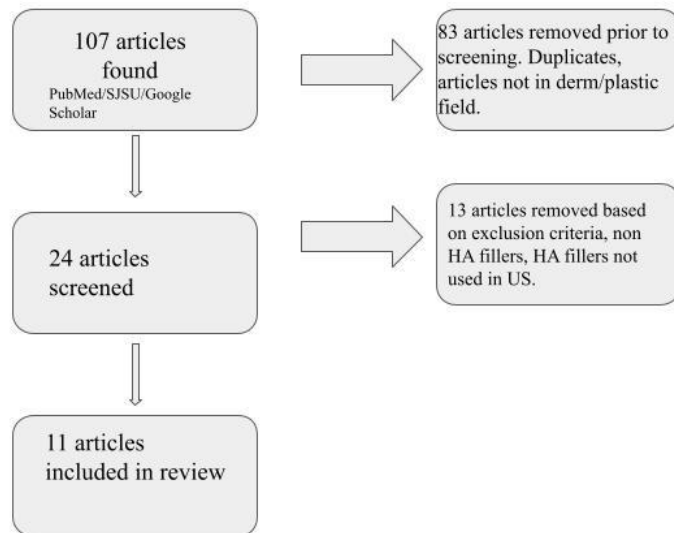 107 articles
found
PubMed/SJSU/Google
Scholar
83 articles removed prior to
screening. Duplicates,
articles not in derm/plastic
field.
24 articles
screened
13 articles removed based
on exclusion criteria, non
HA fillers, HA fillers not
used in US.
11 articles
included in review